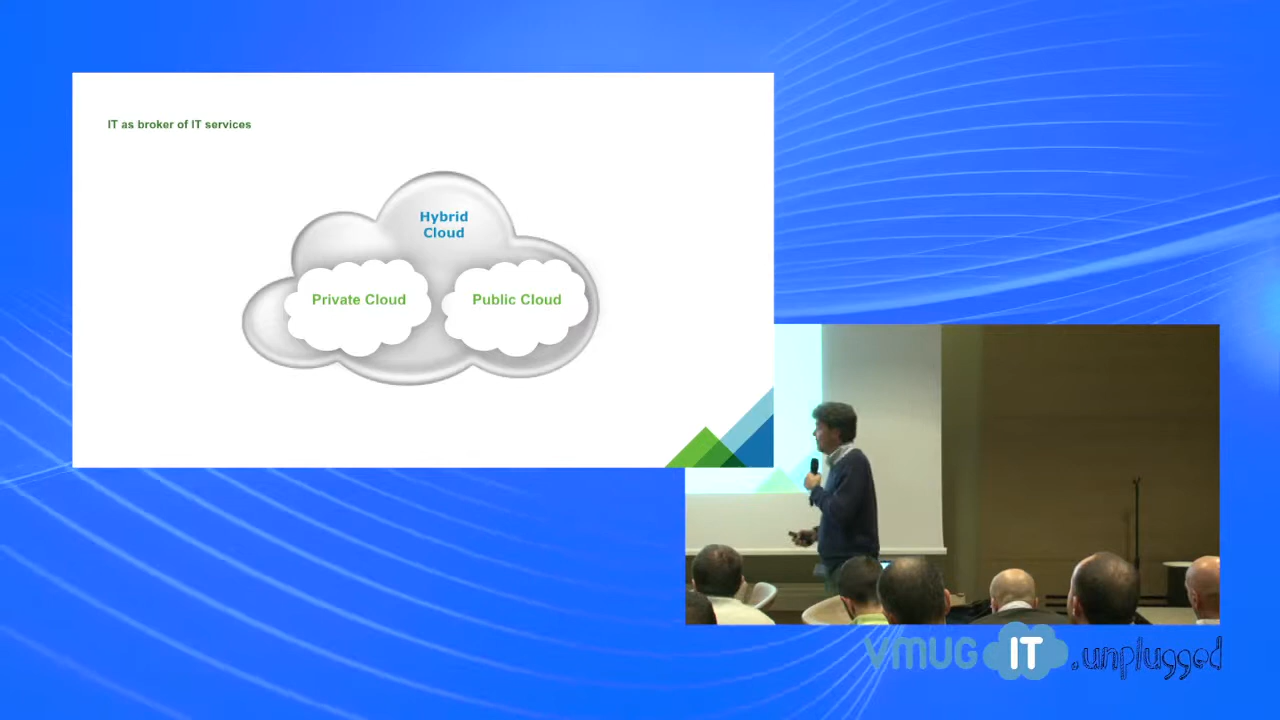 IT as broker of IT services
Hybrid
Cloud
Private Cloud
Public Cloud
vmUG IT .unplugged